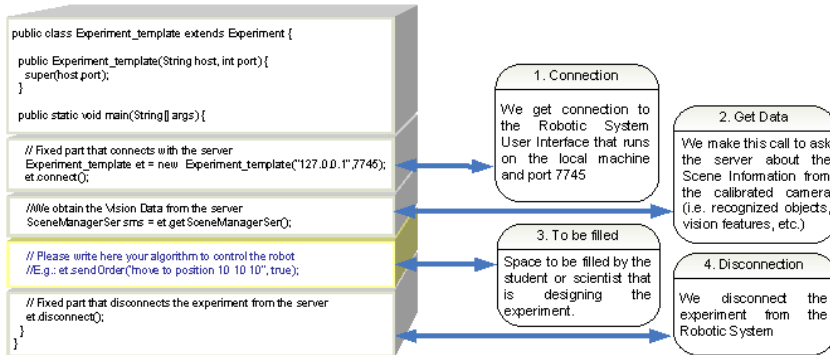 public class Experiment_template extends Experiment {
public Experiment_template(String host, int port) {
super(host,port);
}
public static void main(String[] args) {
// Fixed part that connects with the server
Experiment_template et = new Experiment_template("127.0.0.1",7745);
et.connect();
//We obtain the Vision Data from the server
SceneManagerSer sms = et.getSceneManagerSer();
// Please write here your algorithm to control the robot
//E.g.: et.sendOrder("move to position 10 10 10", true);
// Fixed part that disconnects the experiment from the server
et.disconnect();
}
}
1. Connection
We get connection to
the Robotic System
User Interface that runs
on the local machine
and port 7745
2. Get Data
We make this call to ask
the server about the
Scene Information from
the calibrated camera
(i.e. recognized objects,
vision features, etc.)
3. To be filled
Space to be filled by the
student or scientist that
is designing the
experiment.
4. Disconnection
We disconnect the
experiment from the
Robotic System